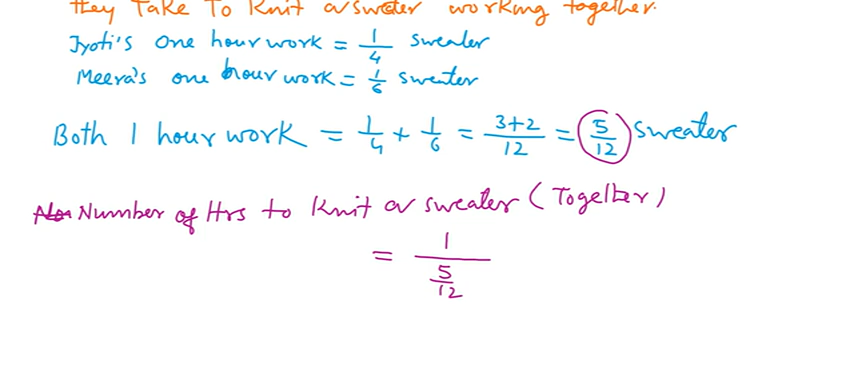 they Take To Knit a sweater working together.
Jyoti's one hour work = 1/4 sweater
Meera's one hour work = 1/6 sweater
Both 1 hour work = 1/4 + 1/6 = 3+2/12 = 5/12 sweater
Number of Hrs to Knit a sweater (Together)
= 1/(5/12)